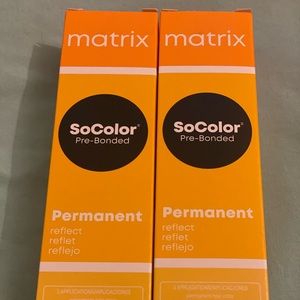 matrix
SoColor
Pre-Bonded
Permanent
reflect
reflet
reflejo
matrix
SoColor
Pre-Bonded
Permanent
reflect
reflet
reflejo